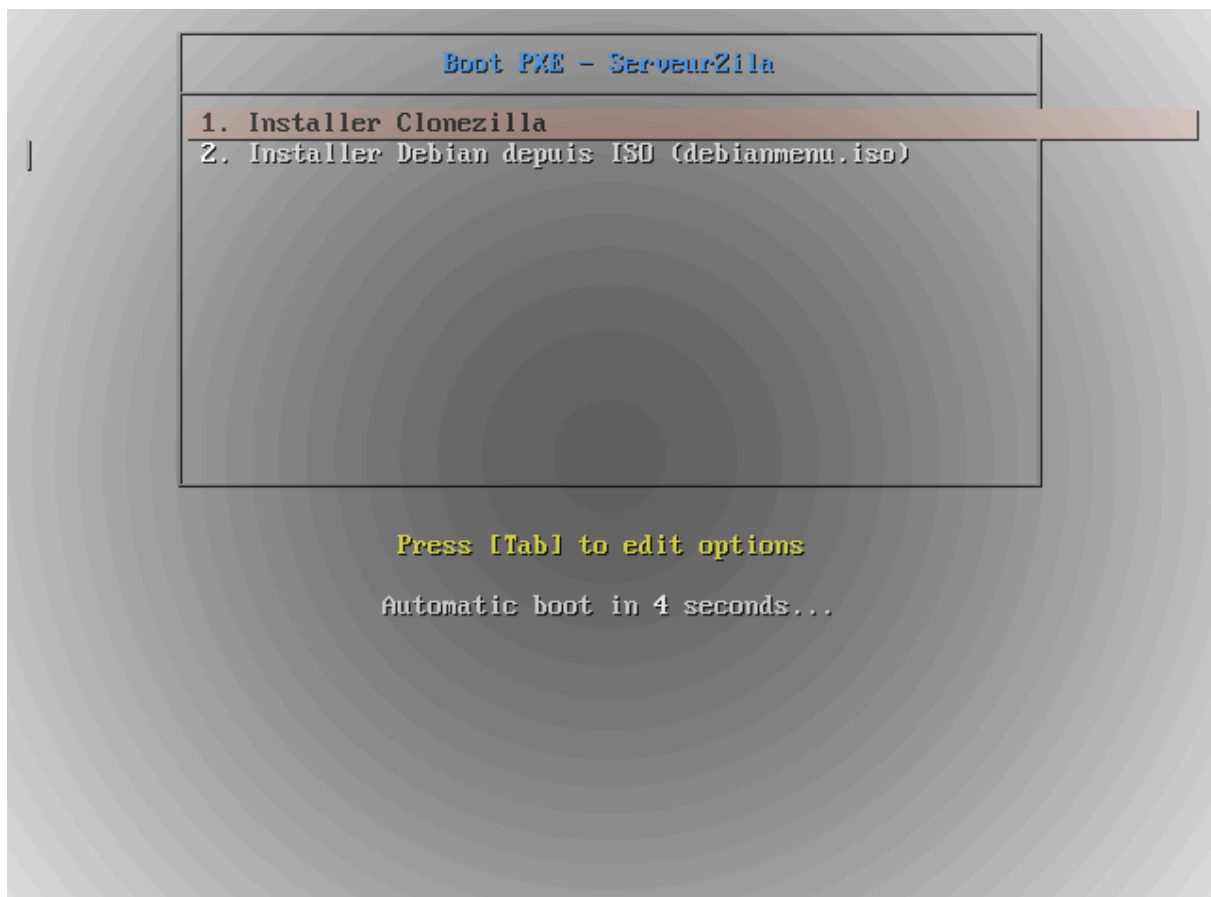 Boot PXE - ServeurZila
1. Installer Clonezilla
2. Installer Debian depuis ISO (debianmenu.iso)
Press [Tab] to edit options
Automatic boot in 4 seconds...